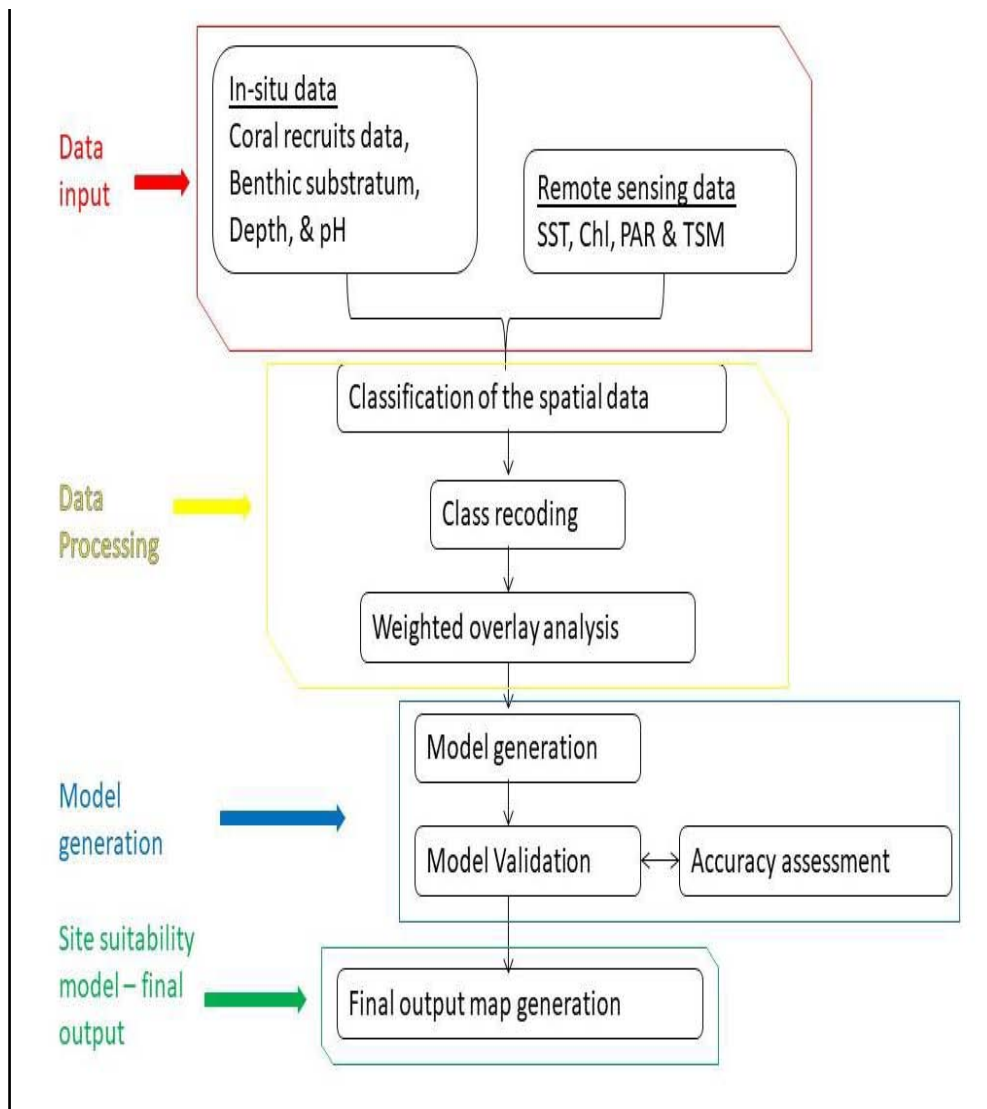 Data
input
In-situ data
Coral recruits data,
Benthic substratum,
Depth, & pH
Remote sensing data
SST, Chl, PAR & TSM
Data
Processing
Classification of the spatial data
Class recoding
Weighted overlay analysis
Model
generation
Model generation
Model Validation
Accuracy assessment
Site suitability
model – final
output
Final output map generation